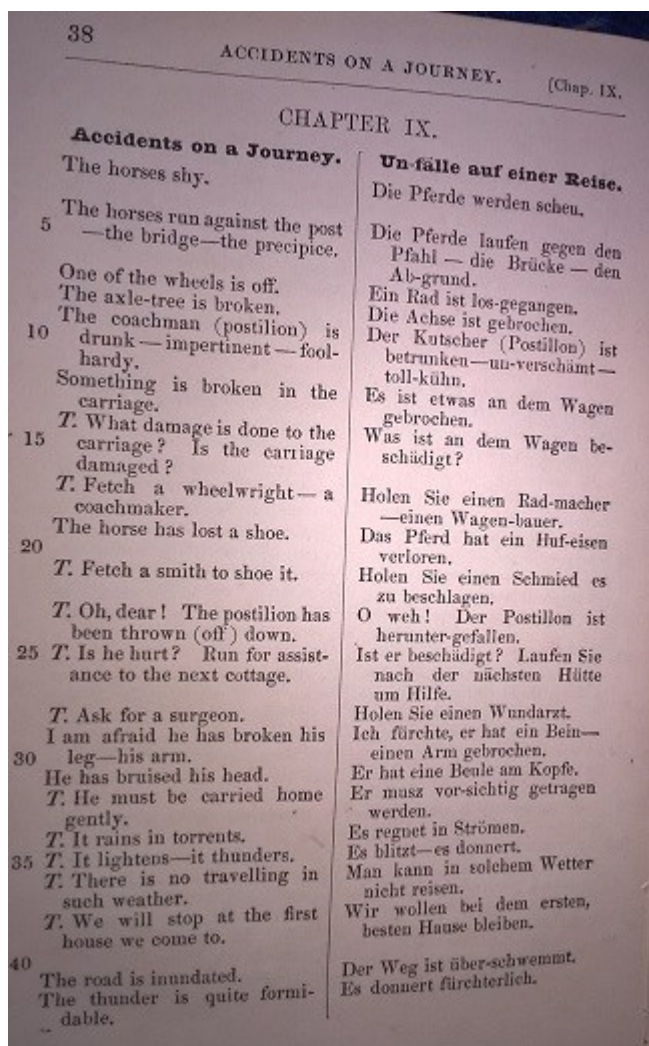 38
ACCIDENTS ON A JOURNEY.
[Chap. IX.
CHAPTER IX.
Accidents on a Journey.
The horses shy.
5 The horses run against the post
—the bridge—the precipice.
One of the wheels is off.
The axle-tree is broken.
The coachman (postilion) is
10 drunk—impertinent—fool-
hardy.
Something is broken in the
carriage.
T. What damage is done to the
15 carriage? Is the carriage
damaged?
T. Fetch a wheelwright—a
coachmaker.
The horse has lost a shoe.
20
T. Fetch a smith to shoe it.
T. Oh, dear! The postilion has
been thrown (off) down.
25 T. Is he hurt? Run for assist-
ance to the next cottage.
T. Ask for a surgeon.
I am afraid he has broken his
30 leg—his arm.
He has bruised his head.
T. He must be carried home
gently.
T. It rains in torrents.
35 T. It lightens—it thunders.
T. There is no travelling in
such weather.
T. We will stop at the first
house we come to.
40
The road is inundated.
The thunder is quite formi-
dable.
Un-fälle auf einer Reise.
Die Pferde werden scheu.
Die Pferde laufen gegen den
Pfahl — die Brücke — den
Ab-grund.
Ein Rad ist los-gegangen.
Die Achse ist gebrochen.
Der Kutscher (Postillon) ist
betrunken—un-verschämt—
toll-kühn.
Es ist etwas an dem Wagen
gebrochen.
Was ist an dem Wagen be-
schädigt?
Holen Sie einen Rad-macher
—einen Wagen-bauer.
Das Pferd hat ein Huf-eisen
verloren.
Holen Sie einen Schmied es
zu beschlagen.
O weh! Der Postillon ist
herunter-gefallen.
Ist er beschädigt? Laufen Sie
nach der nächsten Hütte
um Hilfe.
Holen Sie einen Wundarzt.
Ich fürchte, er hat ein Bein—
einen Arm gebrochen.
Er hat eine Beule am Kopfe.
Er musz vor-sichtig getragen
werden.
Es regnet in Strömen.
Es blitzt—es donnert.
Man kann in solchem Wetter
nicht reisen.
Wir wollen bei dem ersten,
besten Hause bleiben.
Der Weg ist über-schwemmt.
Es donnert fürchterlich.